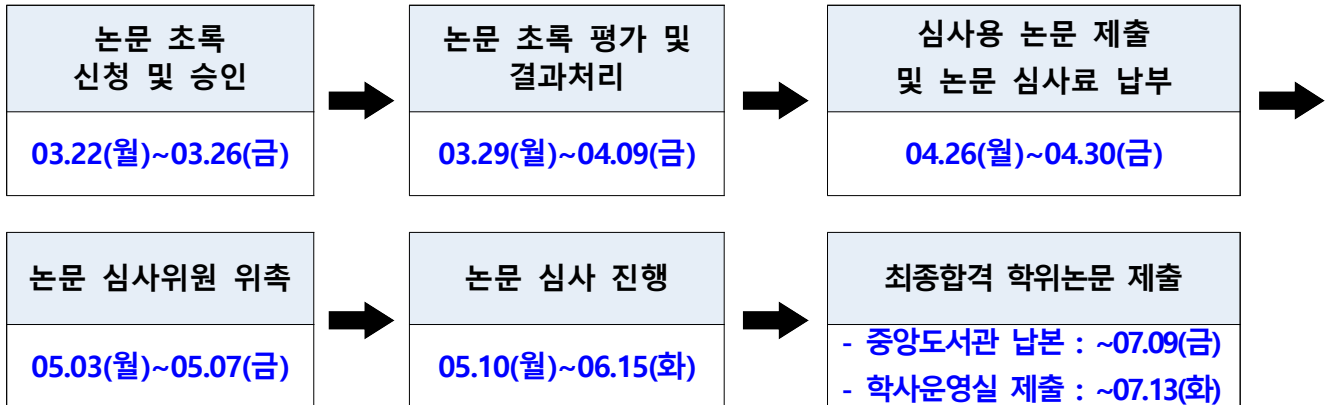 논문 초록
신청 및 승인
03.22(월)~03.26(금)
논문 초록 평가 및
결과처리
03.29(월)~04.09(금)
심사용 논문 제출
및 논문 심사료 납부
04.26(월)~04.30(금)
논문 심사위원 위촉
05.03(월)~05.07(금)
논문 심사 진행
05.10(월)~06.15(화)
최종합격 학위논문 제출
- 중앙도서관 납본 : ~07.09(금)
- 학사운영실 제출 : ~07.13(화)